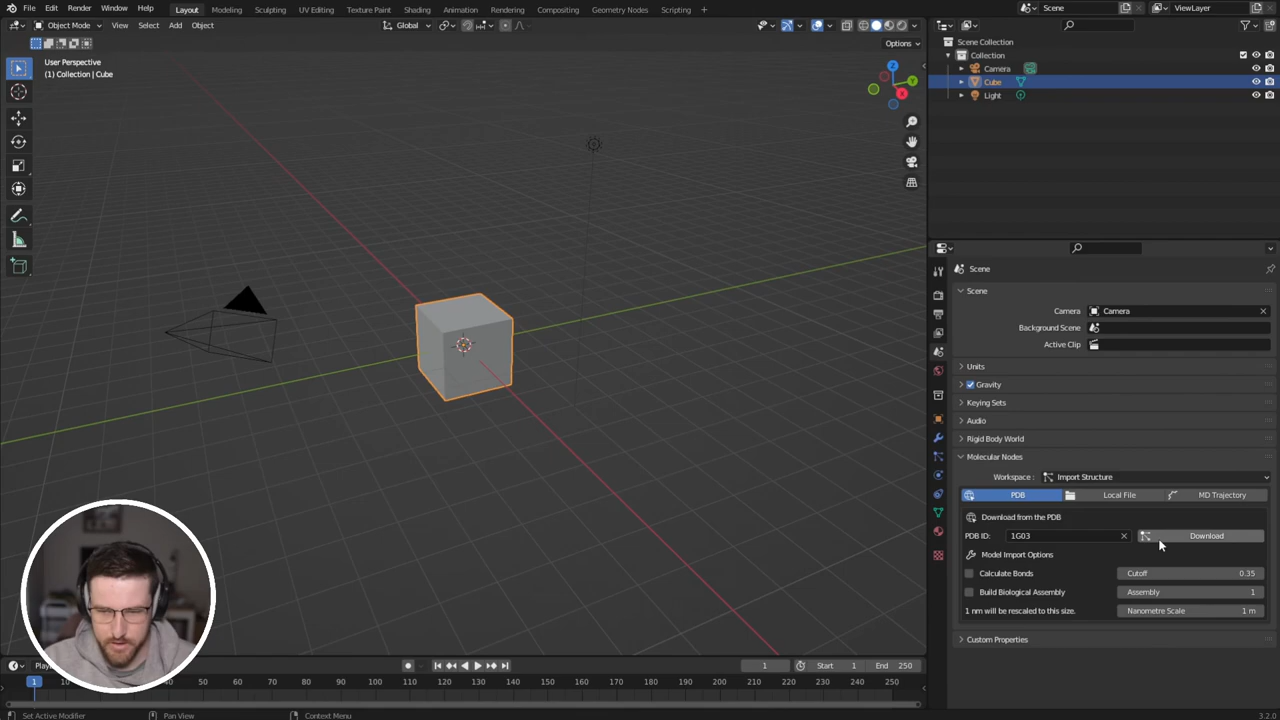 File Edit Render Window Help Layout Modeling Sculpting UV Editing Texture Paint Shading Animation Rendering Compositing Geometry Nodes Scripting + Scene ViewLayer
Object Mode View Select Add Object Global
Options
User Perspective
(1) Collection | Cube
Z
Y
X
Scene Collection
Collection
Camera
Cube
Light
Scene
Scene
Camera Camera
Background Scene
Active Clip
Units
Gravity
Keying Sets
Audio
Rigid Body World
Molecular Nodes
Workspace : Import Structure
PDB Local File MD Trajectory
Download from the PDB
PDB ID: 1G03 Download
Model Import Options
Calculate Bonds Cutoff 0.35
Build Biological Assembly Assembly 1
1 nm will be rescaled to this size. Nanometre Scale 1 m
Custom Properties
1 Start 1 End 250
1 10 80 90 100 110 120 130 140 150 160 170 180 190 200 210 220 230 240 250
Set Active Modifier Pan View Context Menu 3.2.0